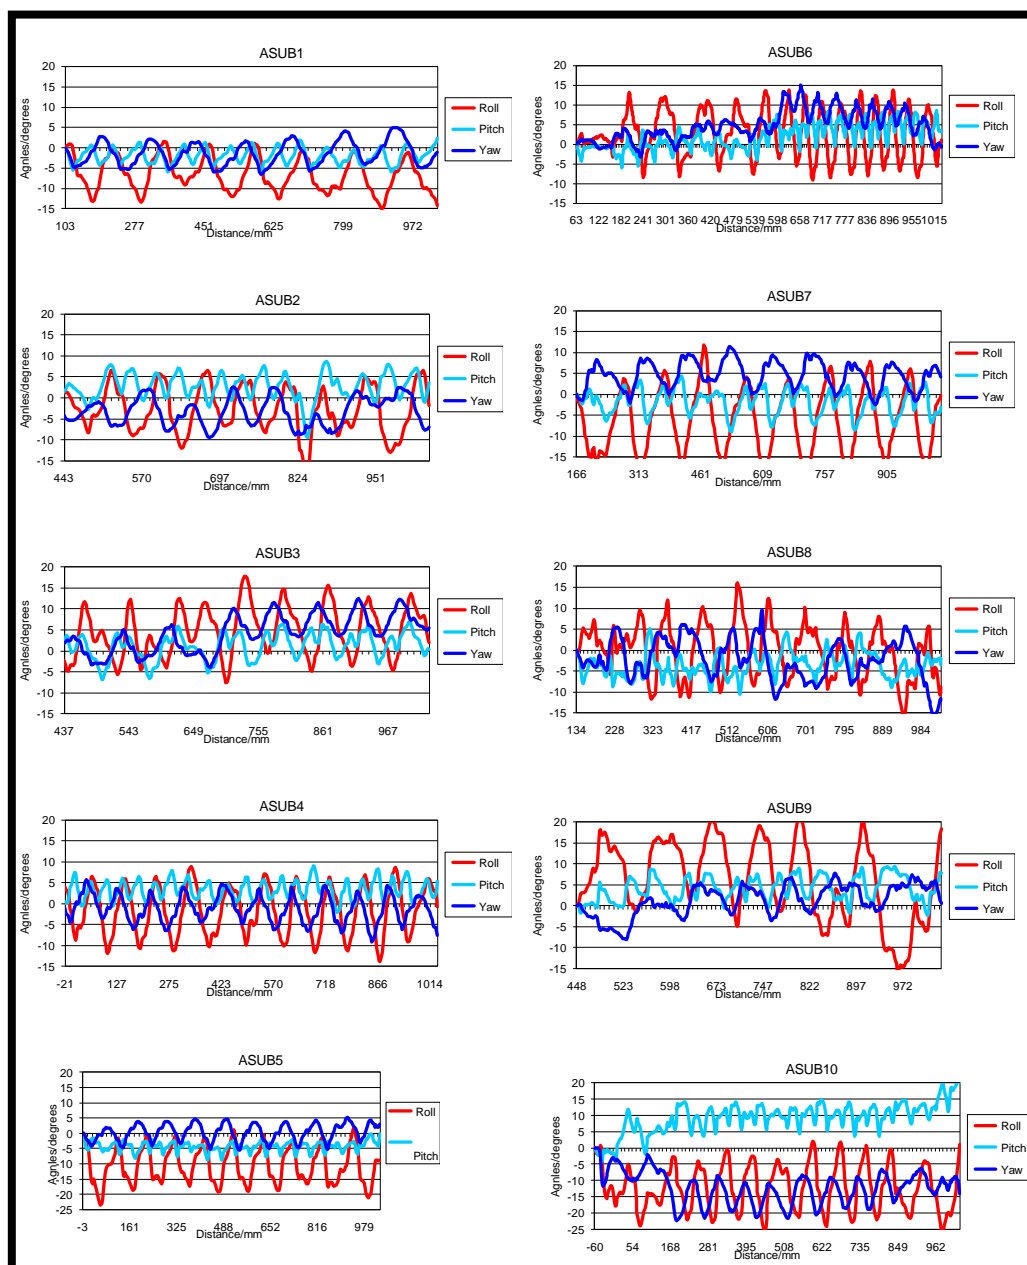 ASUB1
Agnles/degrees
20
15
10
5
0
-5
-10
-15
103 277 451 625 799 972
Distance/mm
Roll
Pitch
Yaw
ASUB6
Agnles/degrees
20
15
10
5
0
-5
-10
-15
63 122 182 241 301 360 420 479 539 598 658 717 777 836 896 955 1015
Distance/mm
Roll
Pitch
Yaw
ASUB2
Agnles/degrees
20
15
10
5
0
-5
-10
-15
443 570 697 824 951
Distance/mm
Roll
Pitch
Yaw
ASUB7
Agnles/degrees
20
15
10
5
0
-5
-10
-15
166 313 461 609 757 905
Distance/mm
Roll
Pitch
Yaw
ASUB3
Agnles/degrees
20
15
10
5
0
-5
-10
-15
437 543 649 755 861 967
Distance/mm
Roll
Pitch
Yaw
ASUB8
Agnles/degrees
20
15
10
5
0
-5
-10
-15
134 228 323 417 512 606 701 795 889 984
Distance/mm
Roll
Pitch
Yaw
ASUB4
Agnles/degrees
20
15
10
5
0
-5
-10
-15
-21 127 275 423 570 718 866 1014
Distance/mm
Roll
Pitch
Yaw
ASUB9
Agnles/degrees
20
15
10
5
0
-5
-10
-15
448 523 598 673 747 822 897 972
Distance/mm
Roll
Pitch
Yaw
ASUB5
Agnles/degrees
20
15
10
5
0
-5
-10
-15
-20
-25
-3 161 325 488 652 816 979
Distance/mm
Roll
Pitch
ASUB10
Agnles/degrees
20
15
10
5
0
-5
-10
-15
-20
-25
-60 54 168 281 395 508 622 735 849 962
Distance/mm
Roll
Pitch
Yaw